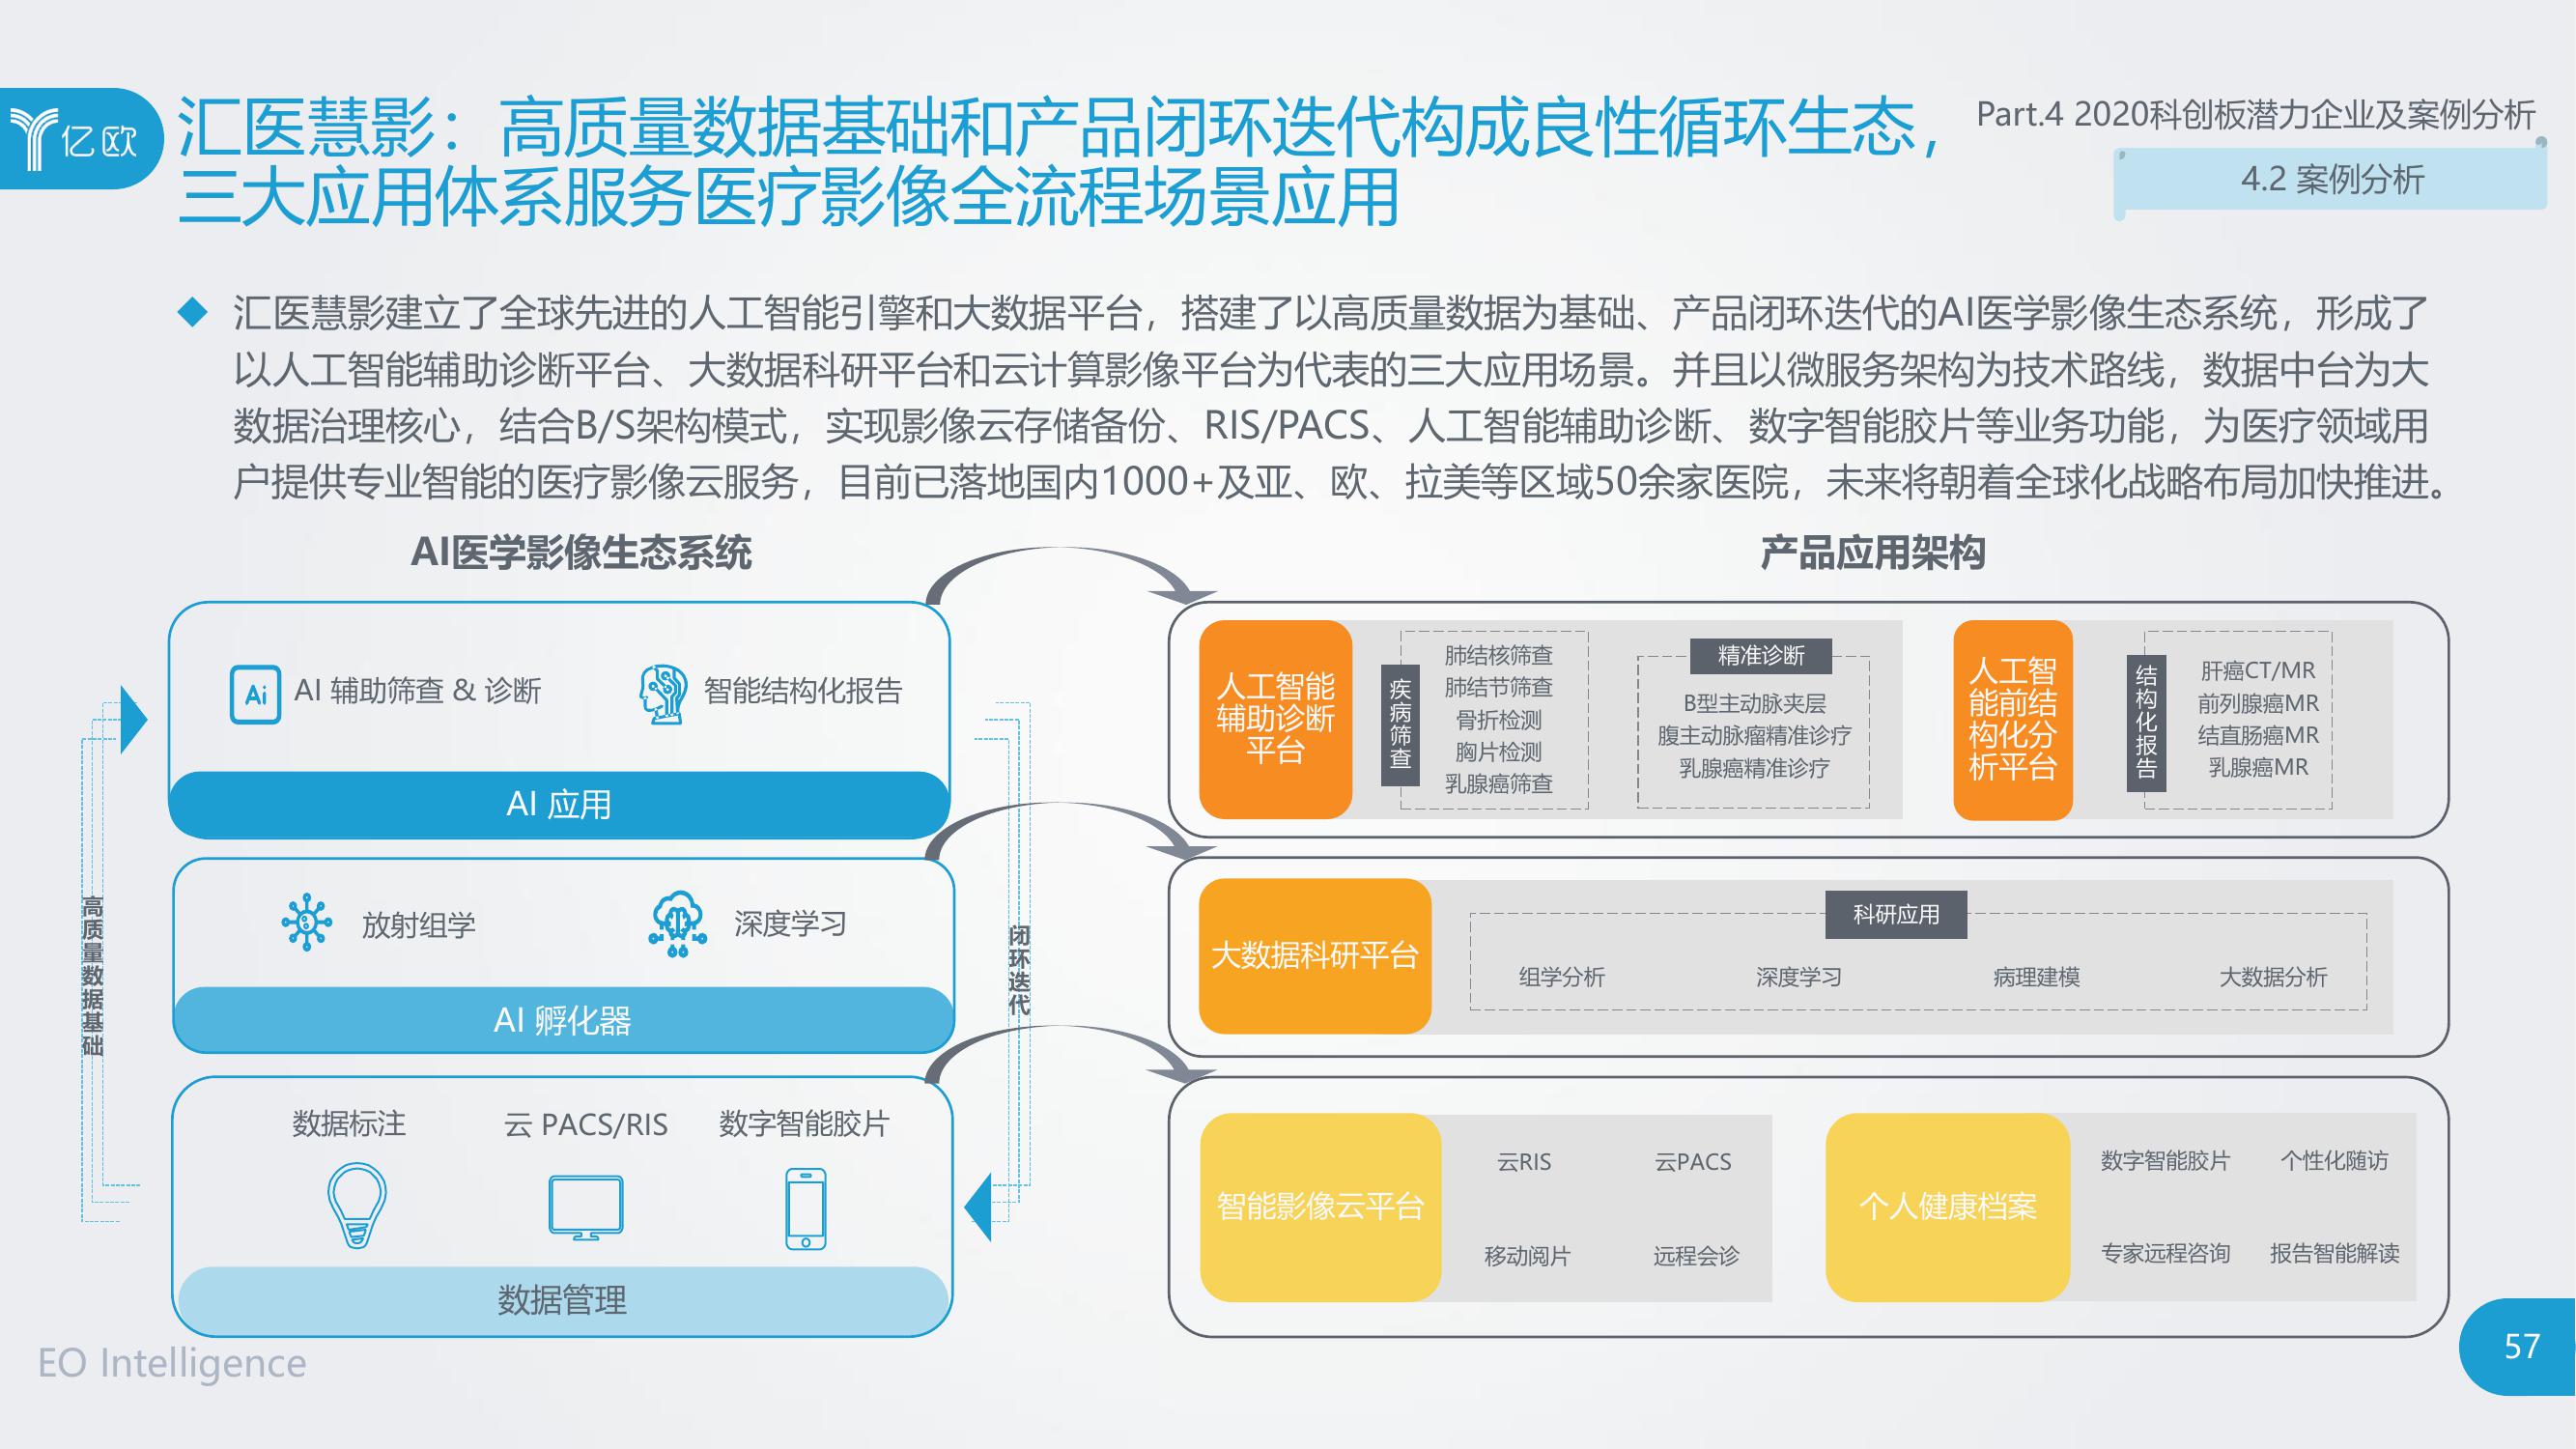 亿欧
汇医慧影：高质量数据基础和产品闭环迭代构成良性循环生态，
三大应用体系服务医疗影像全流程场景应用
Part.4 2020科创板潜力企业及案例分析
4.2 案例分析
汇医慧影建立了全球先进的人工智能引擎和大数据平台，搭建了以高质量数据为基础、产品闭环迭代的AI医学影像生态系统，形成了
以人工智能辅助诊断平台、大数据科研平台和云计算影像平台为代表的三大应用场景。并且以微服务架构为技术路线，数据中台为大
数据治理核心，结合B/S架构模式，实现影像云存储备份、RIS/PACS、人工智能辅助诊断、数字智能胶片等业务功能，为医疗领域用
户提供专业智能的医疗影像云服务，目前已落地国内1000+及亚、欧、拉美等区域50余家医院，未来将朝着全球化战略布局加快推进。
AI医学影像生态系统
Ai
AI 辅助筛查 & 诊断
智能结构化报告
AI 应用
放射组学
深度学习
AI 孵化器
数据标注
云 PACS/RIS
数字智能胶片
数据管理
高质量数据基础
闭环迭代
产品应用架构
人工智能
辅助诊断
平台
疾病筛查
肺结核筛查
肺结节筛查
骨折检测
胸片检测
乳腺癌筛查
精准诊断
B型主动脉夹层
腹主动脉瘤精准诊疗
乳腺癌精准诊疗
人工智
能前结
构化分
析平台
结构化报告
肝癌CT/MR
前列腺癌MR
结直肠癌MR
乳腺癌MR
大数据科研平台
科研应用
组学分析
深度学习
病理建模
大数据分析
智能影像云平台
云RIS
云PACS
移动阅片
远程会诊
个人健康档案
数字智能胶片
个性化随访
专家远程咨询
报告智能解读
EO Intelligence
57